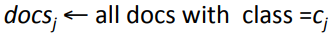 docsj ← all docs with class =cj